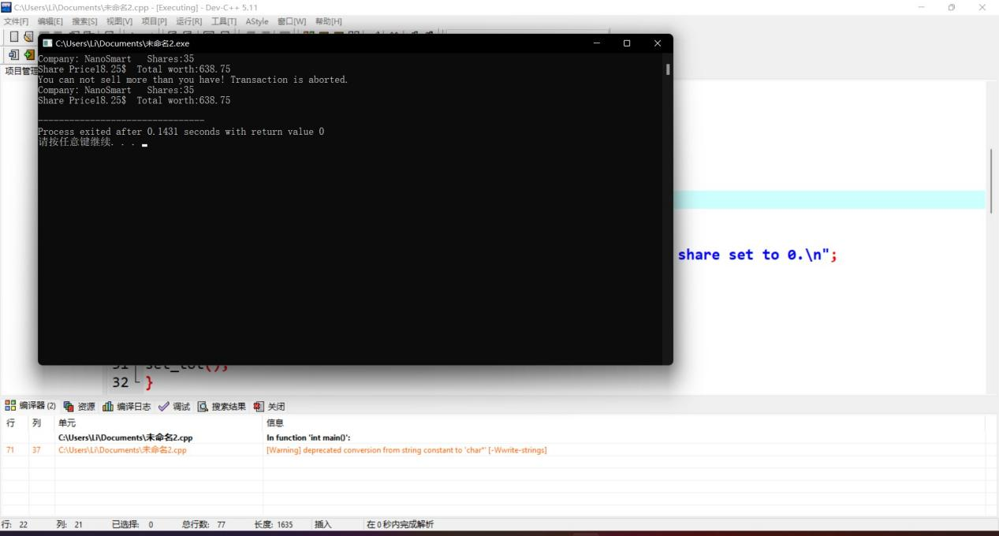 C:\Users\Li\Documents\未命名2.cpp - [Executing] - Dev-C++ 5.11
文件[F] 编辑[E] 搜索[S] 视图[V] 项目[P] 运行[R] 工具[T] AStyle 窗口[W] 帮助[H]
C:\Users\Li\Documents\未命名2.exe
项目管理
Company: NanoSmart Shares:35
Share Price18.25$ Total worth:638.75
You can not sell more than you have! Transaction is aborted.
Company: NanoSmart Shares:35
Share Price18.25$ Total worth:638.75
--------------------------------
Process exited after 0.1431 seconds with return value 0
请按任意键继续. . .
share set to 0.\n";
31 set_tot();
32 }
编译器 (2) 资源 编译日志 调试 搜索结果 关闭
行 列 单元 信息
C:\Users\Li\Documents\未命名2.cpp In function 'int main()':
71 37 C:\Users\Li\Documents\未命名2.cpp [Warning] deprecated conversion from string constant to 'char*' [-Wwrite-strings]
行: 22 列: 21 已选择: 0 总行数: 77 长度: 1635 插入 在 0 秒内完成解析